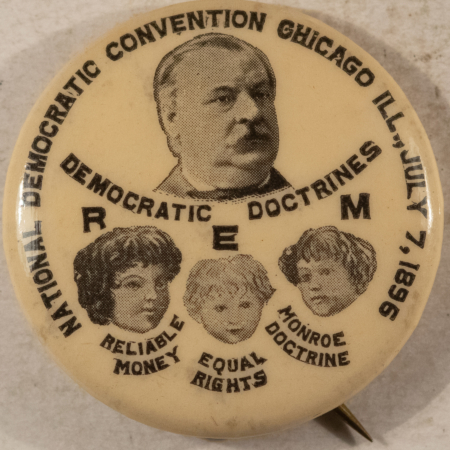 NATIONAL DEMOCRATIC CONVENTION CHICAGO ILL., JULY 7, 1896
DEMOCRATIC DOCTRINES
R E M
RELIABLE
MONEY
EQUAL
RIGHTS
MONROE
DOCTRINE